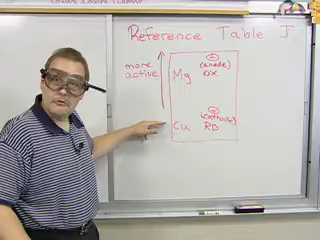 Reference Table J
more
active
⊖
(anode)
Mg OX
⊕
(cathode)
Cu RD